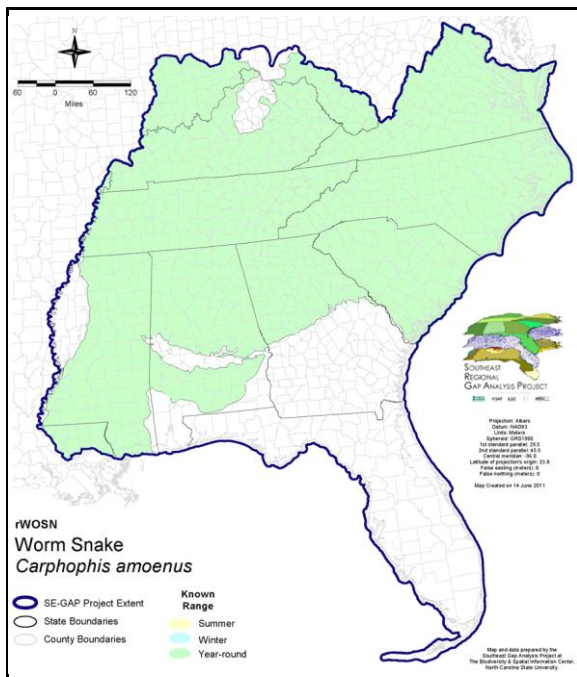 N
60 0 60 120
Miles
SOUTHEAST
REGIONAL
GAP ANALYSIS PROJECT
Projection: Albers
Datum: NAD83
Units: Meters
Spheroid: GRS1980
1st standard parallel: 29.5
2nd standard parallel: 45.5
Central meridian: -96.0
Latitude of projection's origin: 23.0
False easting (meters): 0
False northing (meters): 0
Map Created on 14 June 2011
rWOSN
Worm Snake
Carphophis amoenus
SE-GAP Project Extent
State Boundaries
County Boundaries
Known
Range
Summer
Winter
Year-round
Map and data prepared by the
Southeast Gap Analysis Project at
The Biodiversity & Spatial Information Center,
North Carolina State University.